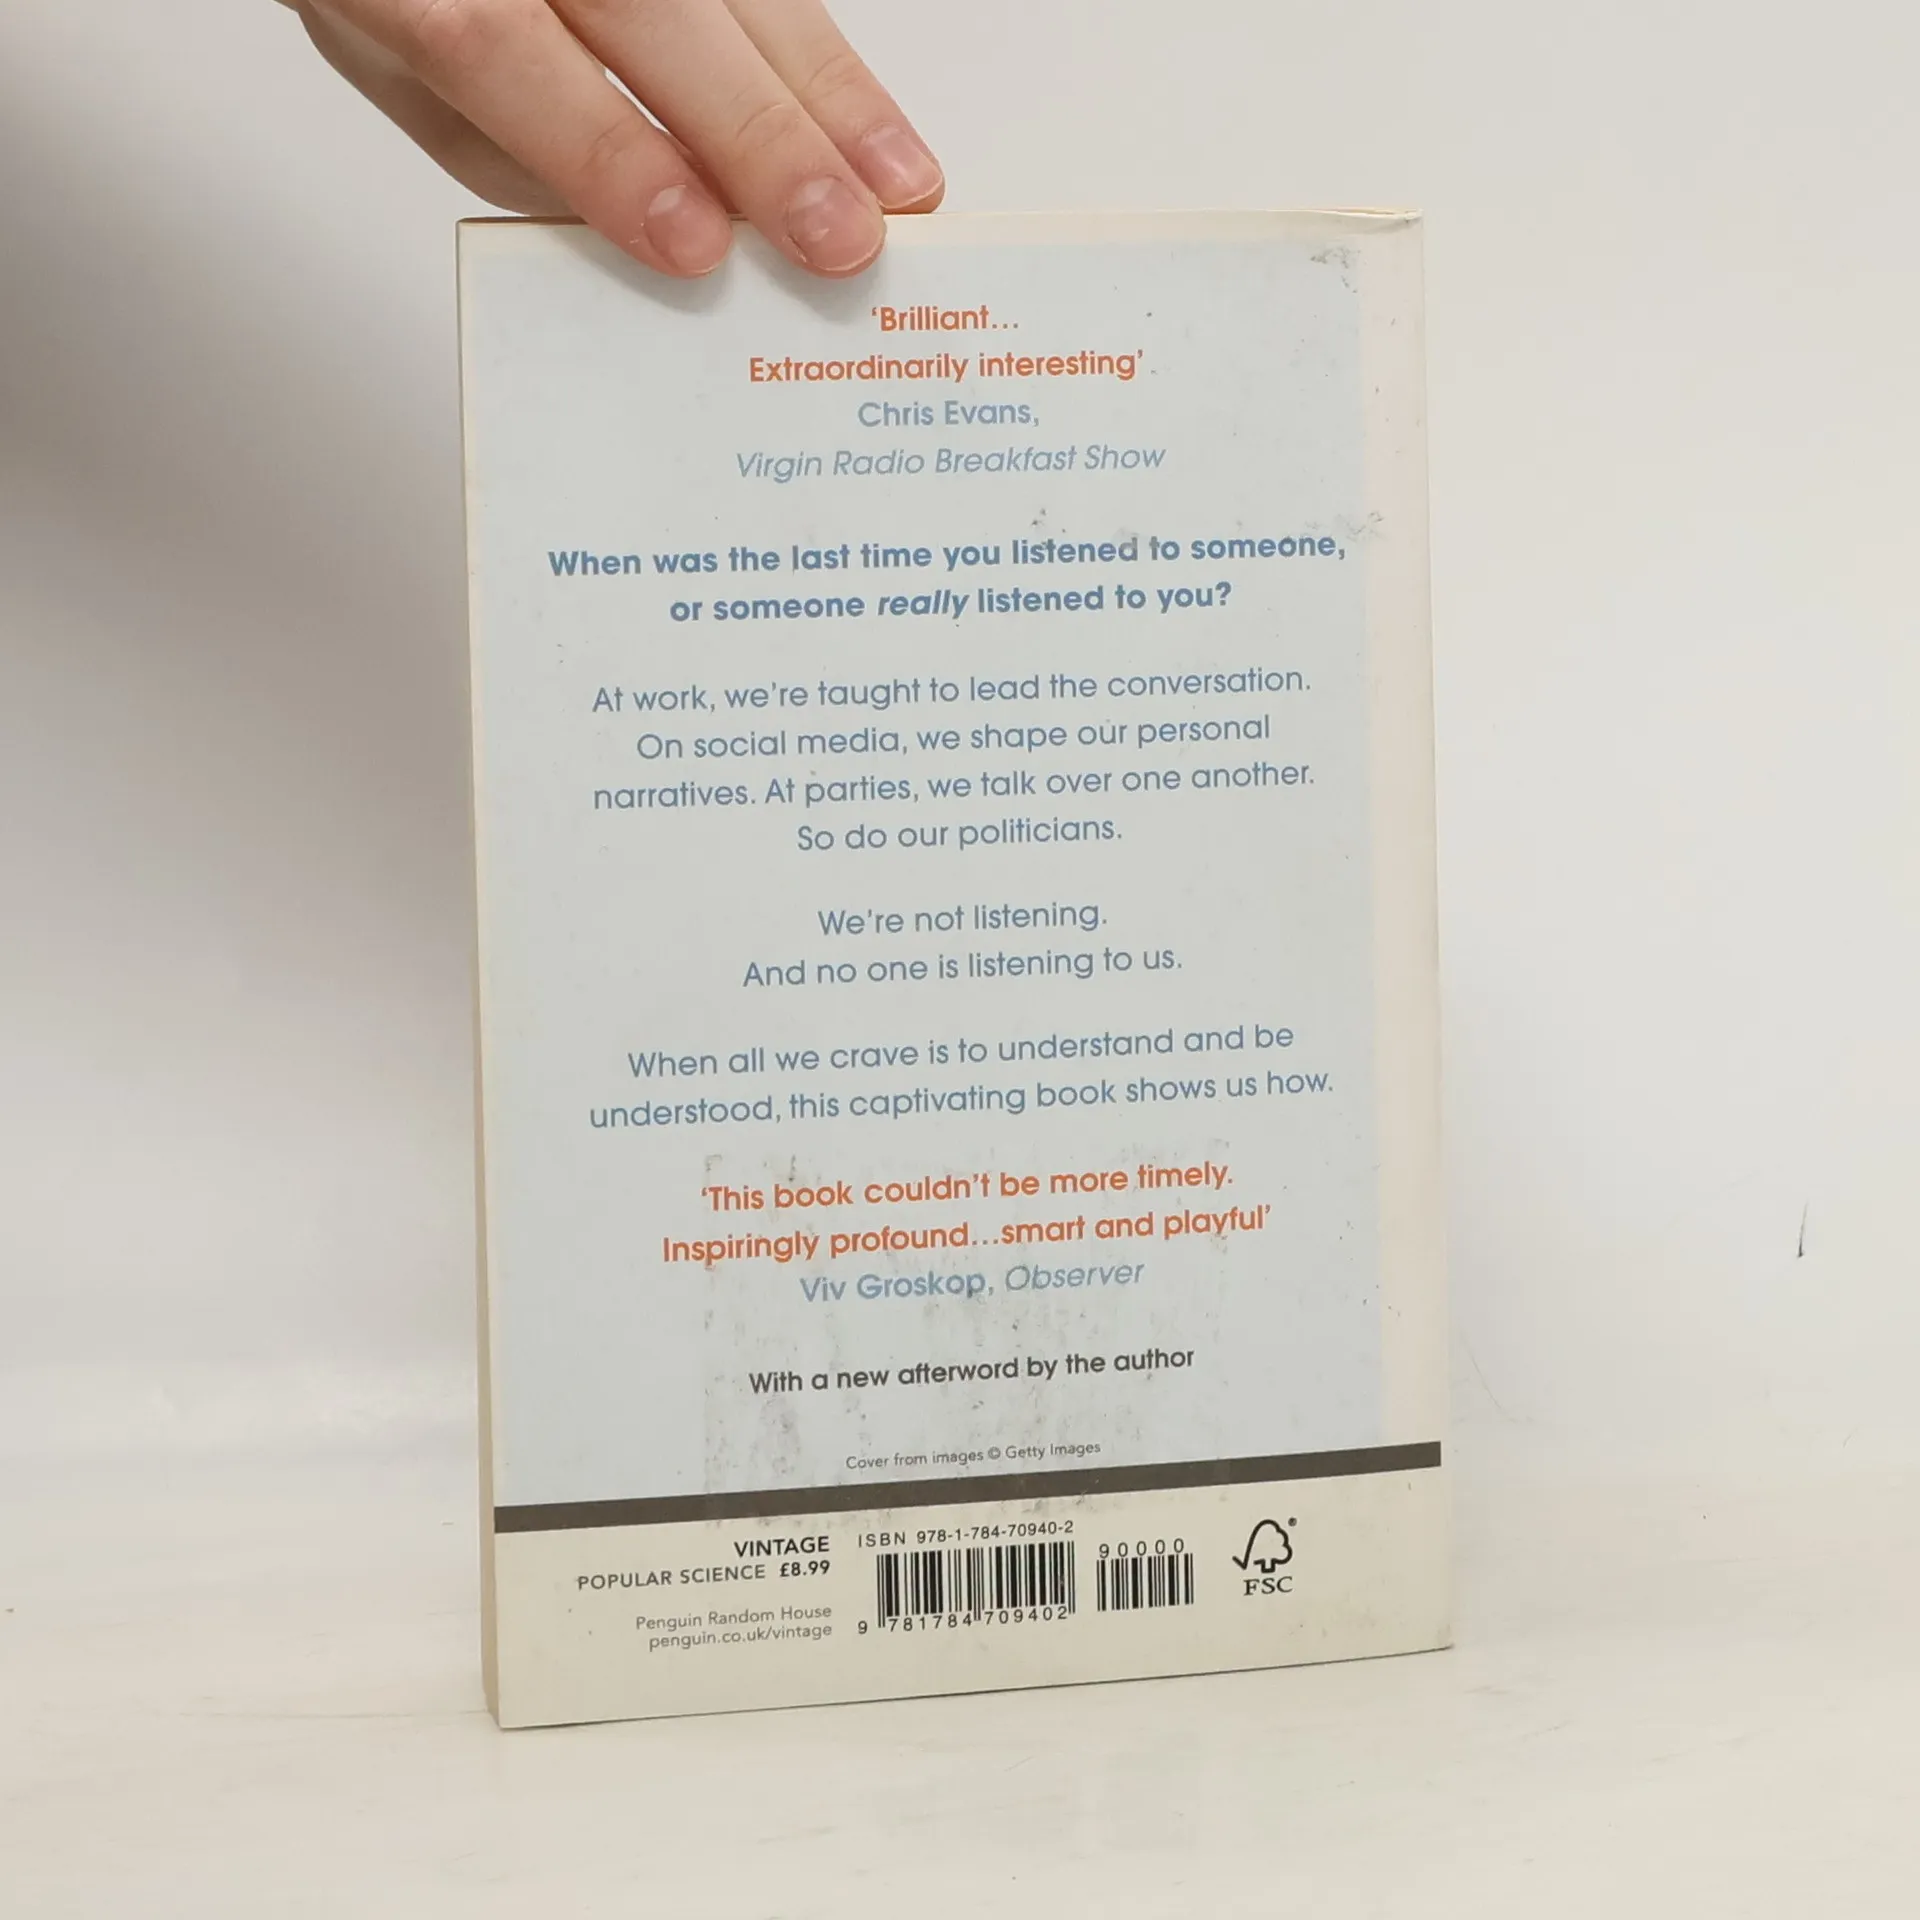 ‘Brilliant...
Extraordinarily interesting’
Chris Evans,
Virgin Radio Breakfast Show
When was the last time you listened to someone,
or someone really listened to you?
At work, we’re taught to lead the conversation.
On social media, we shape our personal
narratives. At parties, we talk over one another.
So do our politicians.
We’re not listening.
And no one is listening to us.
When all we crave is to understand and be
understood, this captivating book shows us how.
‘This book couldn’t be more timely.
Inspiringly profound...smart and playful’
Viv Groskop, Observer
With a new afterword by the author
Cover from images © Getty Images
VINTAGE
POPULAR SCIENCE £8.99
Penguin Random House
penguin.co.uk/vintage
ISBN 978-1-784-70940-2
90000
9 781784 709402
®
FSC